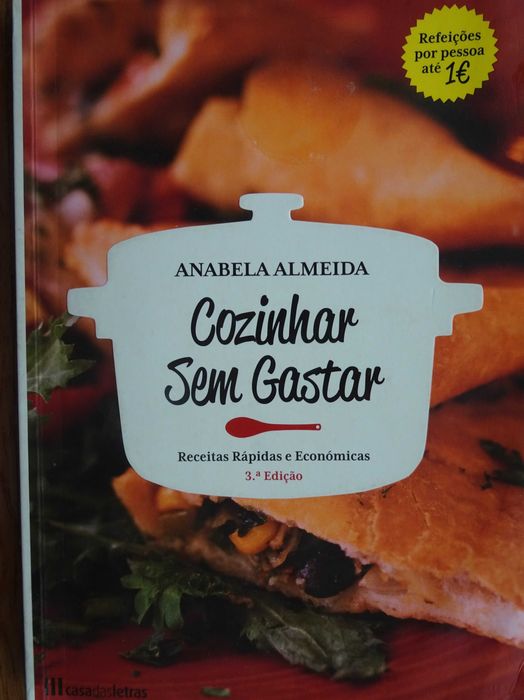 Refeições
por pessoa
até 1€
ANABELA ALMEIDA
Cozinhar
Sem Gastar
Receitas Rápidas e Económicas
3.ª Edição
casadasletras